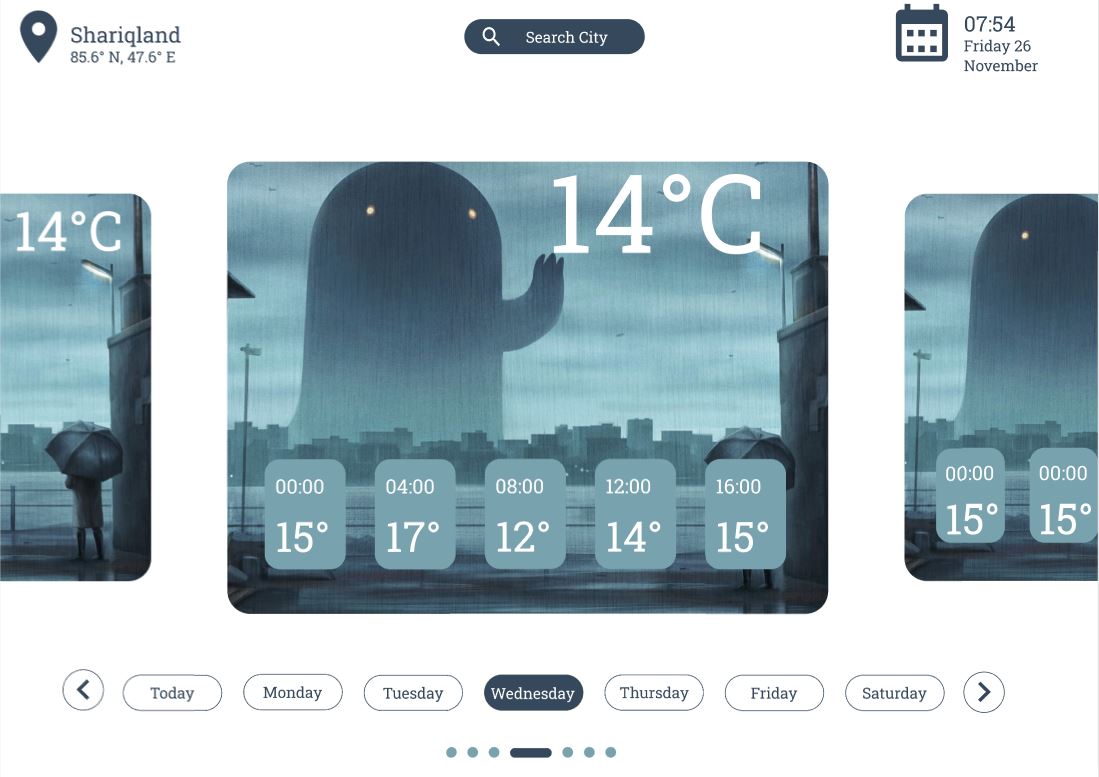 Shariqland
85.6° N, 47.6° E
Search City
07:54
Friday 26
November
14°C
14°C
00:00
15°
04:00
17°
08:00
12°
12:00
14°
16:00
15°
00:00
15°
00:00
15°
Today
Monday
Tuesday
Wednesday
Thursday
Friday
Saturday